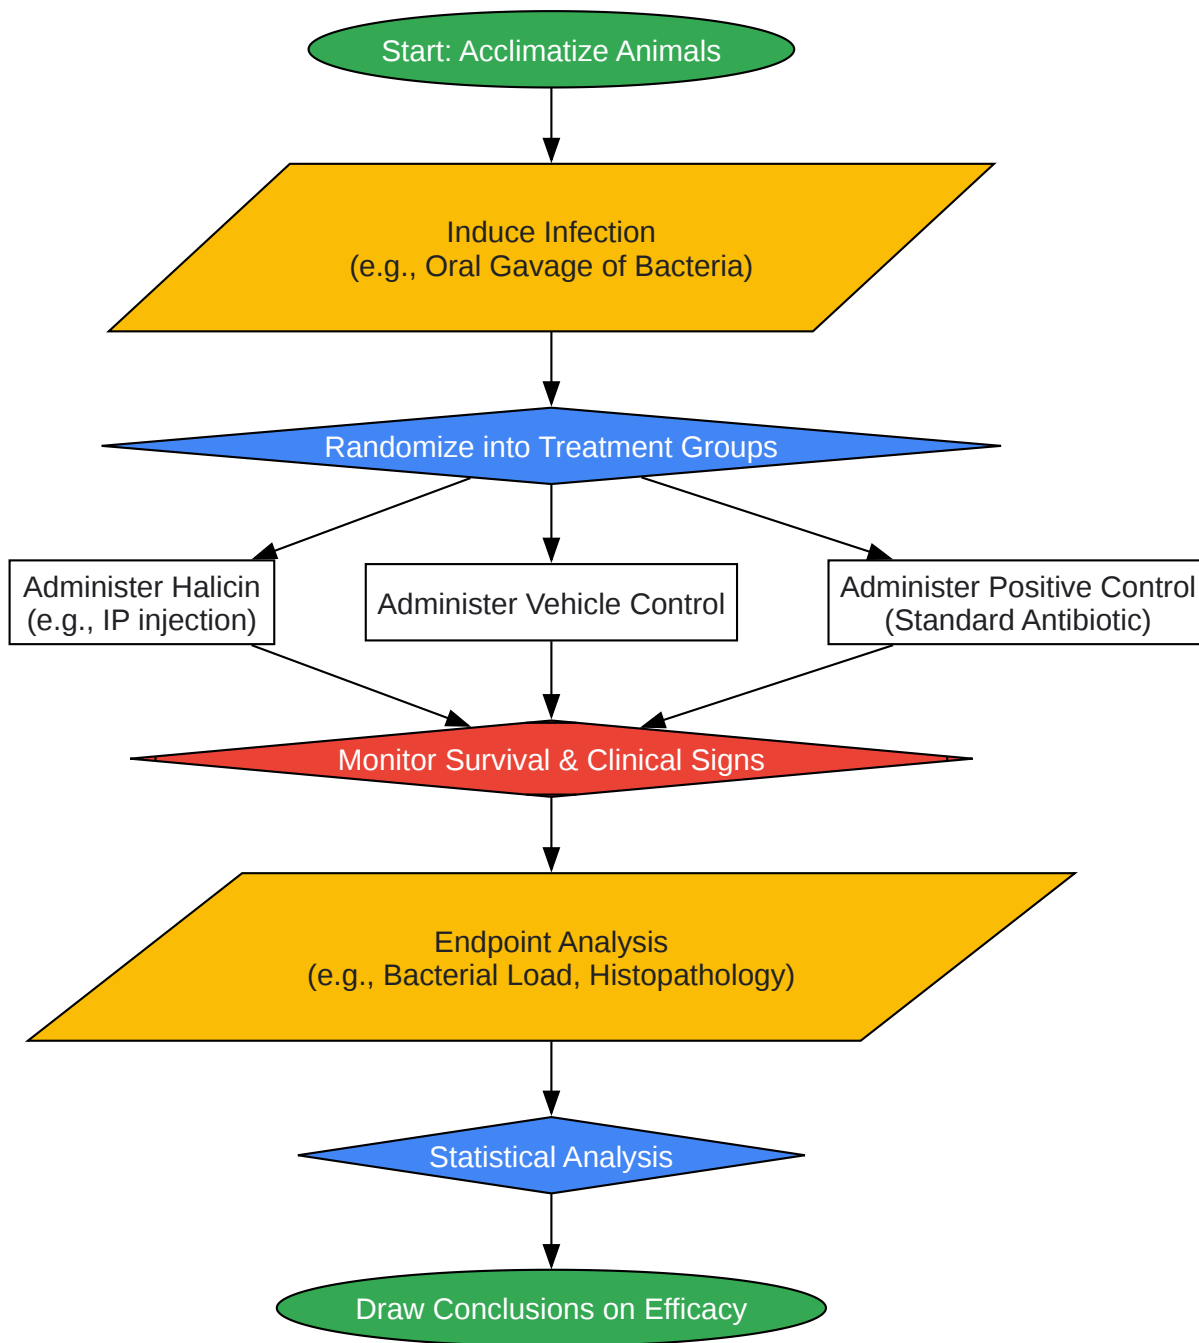 Start: Acclimatize Animals
Induce Infection
(e.g., Oral Gavage of Bacteria)
Randomize into Treatment Groups
Administer Halicin
(e.g., IP injection)
Administer Vehicle Control
Administer Positive Control
(Standard Antibiotic)
Monitor Survival & Clinical Signs
Endpoint Analysis
(e.g., Bacterial Load, Histopathology)
Statistical Analysis
Draw Conclusions on Efficacy